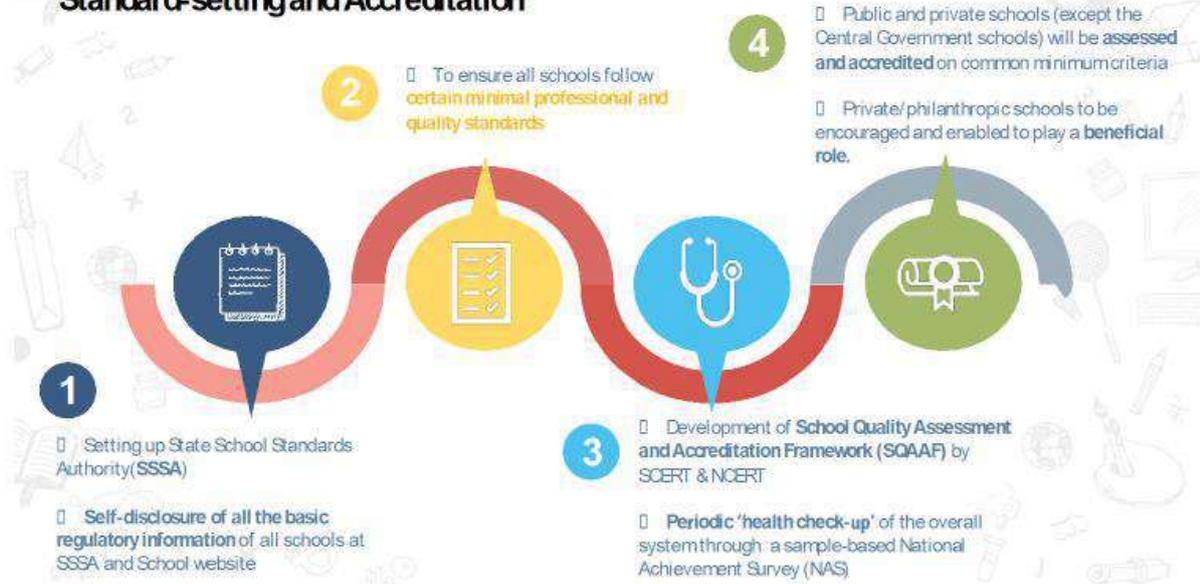 Standard-setting and Accreditation
1
Setting up State School Standards
Authority(SSSA)
Self-disclosure of all the basic
regulatory information of all schools at
SSSA and School website
2
To ensure all schools follow
certain minimal professional and
quality standards
3
Development of School Quality Assessment
and Accreditation Framework (SQAAF) by
SCERT & NCERT
Periodic 'health check-up' of the overall
system through a sample-based National
Achievement Survey (NAS)
4
Public and private schools (except the
Central Government schools) will be assessed
and accredited on common minimum criteria
Private/philanthropic schools to be
encouraged and enabled to play a beneficial
role.